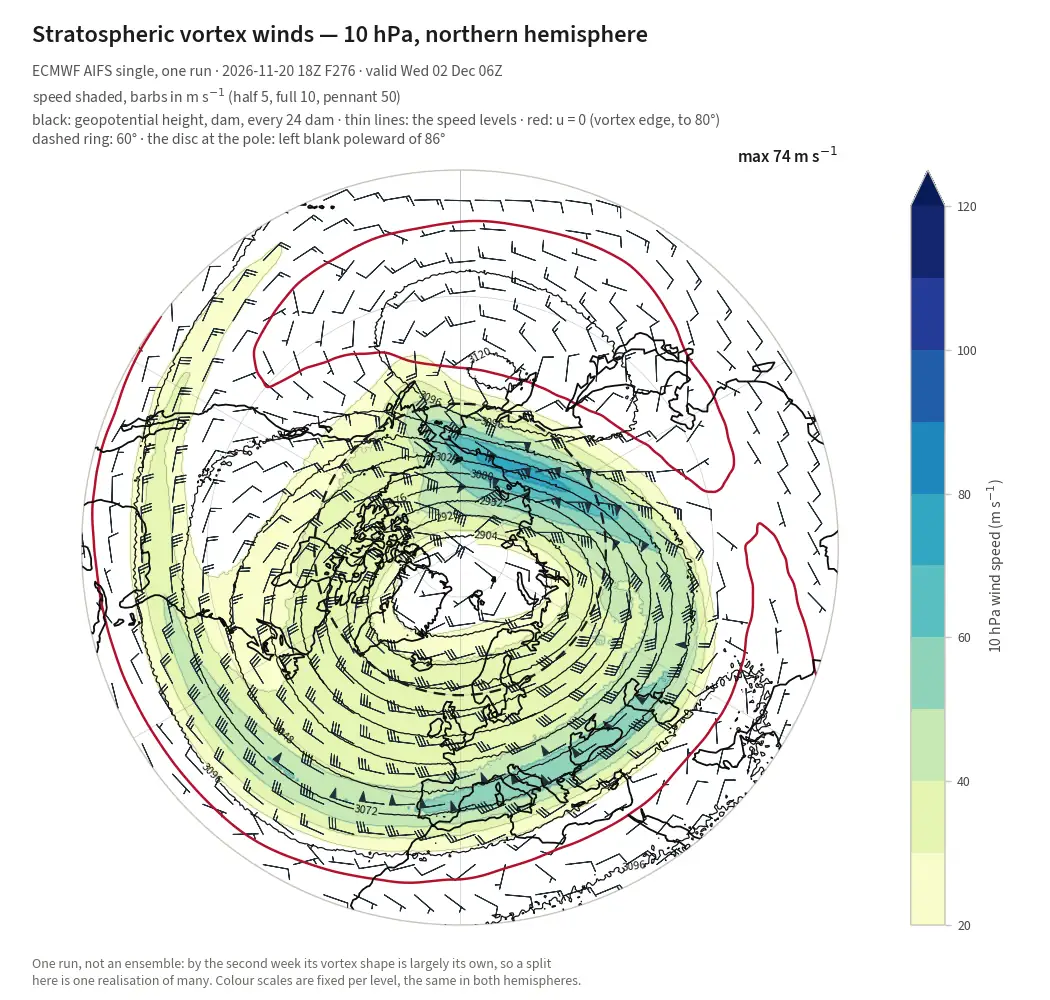 Stratospheric vortex winds — 10 hPa, northern hemisphere
ECMWF AIFS single, one run · 2026-11-20 18Z F276 · valid Wed 02 Dec 06Z
speed shaded, barbs in m s⁻¹ (half 5, full 10, pennant 50)
black: geopotential height, dam, every 24 dam · thin lines: the speed levels · red: u = 0 (vortex edge, to 80°)
dashed ring: 60° · the disc at the pole: left blank poleward of 86°
max 74 m s⁻¹
120
100
80
60
40
20
10 hPa wind speed (m s⁻¹)
3120
3096
2904
3048
3096
3072
3096
One run, not an ensemble: by the second week its vortex shape is largely its own, so a split
here is one realisation of many. Colour scales are fixed per level, the same in both hemispheres.